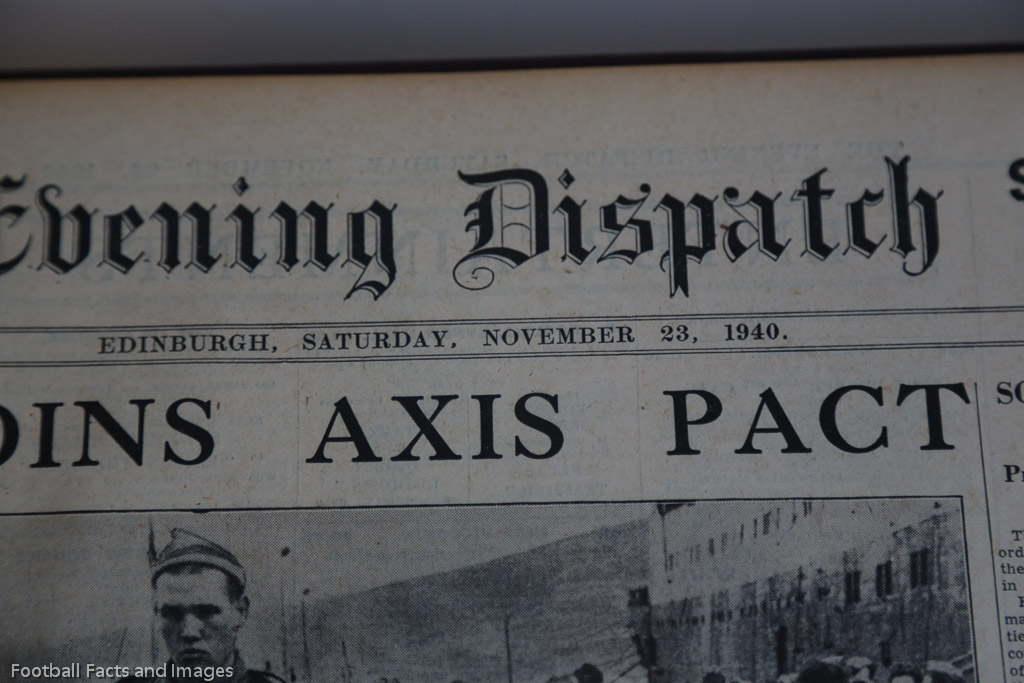 Evening Dispatch
EDINBURGH, SATURDAY, NOVEMBER 23, 1940.
OINS AXIS PACT
Football Facts and Images